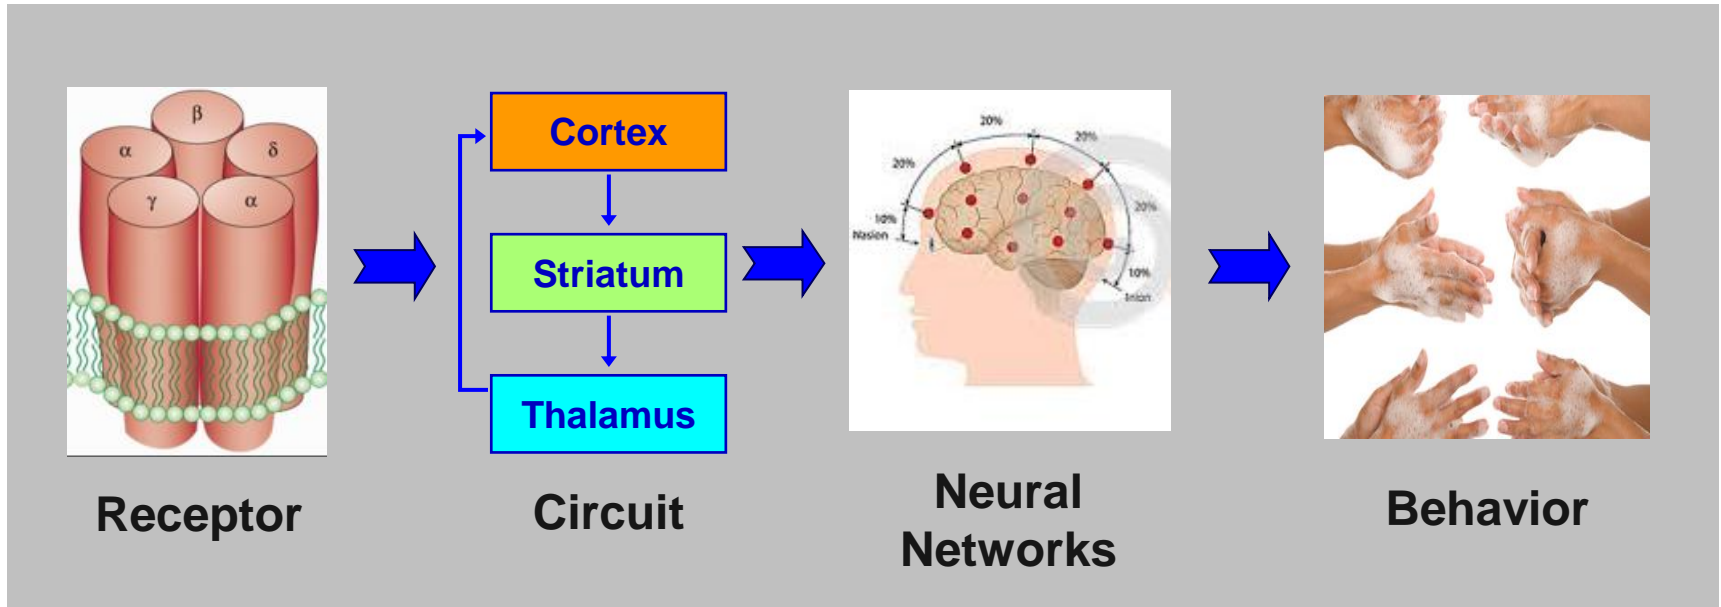 β
α
δ
γ
α
Receptor
Cortex
Striatum
Thalamus
Circuit
20%
20%
20%
20%
10%
Nasion
10%
Inion
Neural
Networks
Behavior